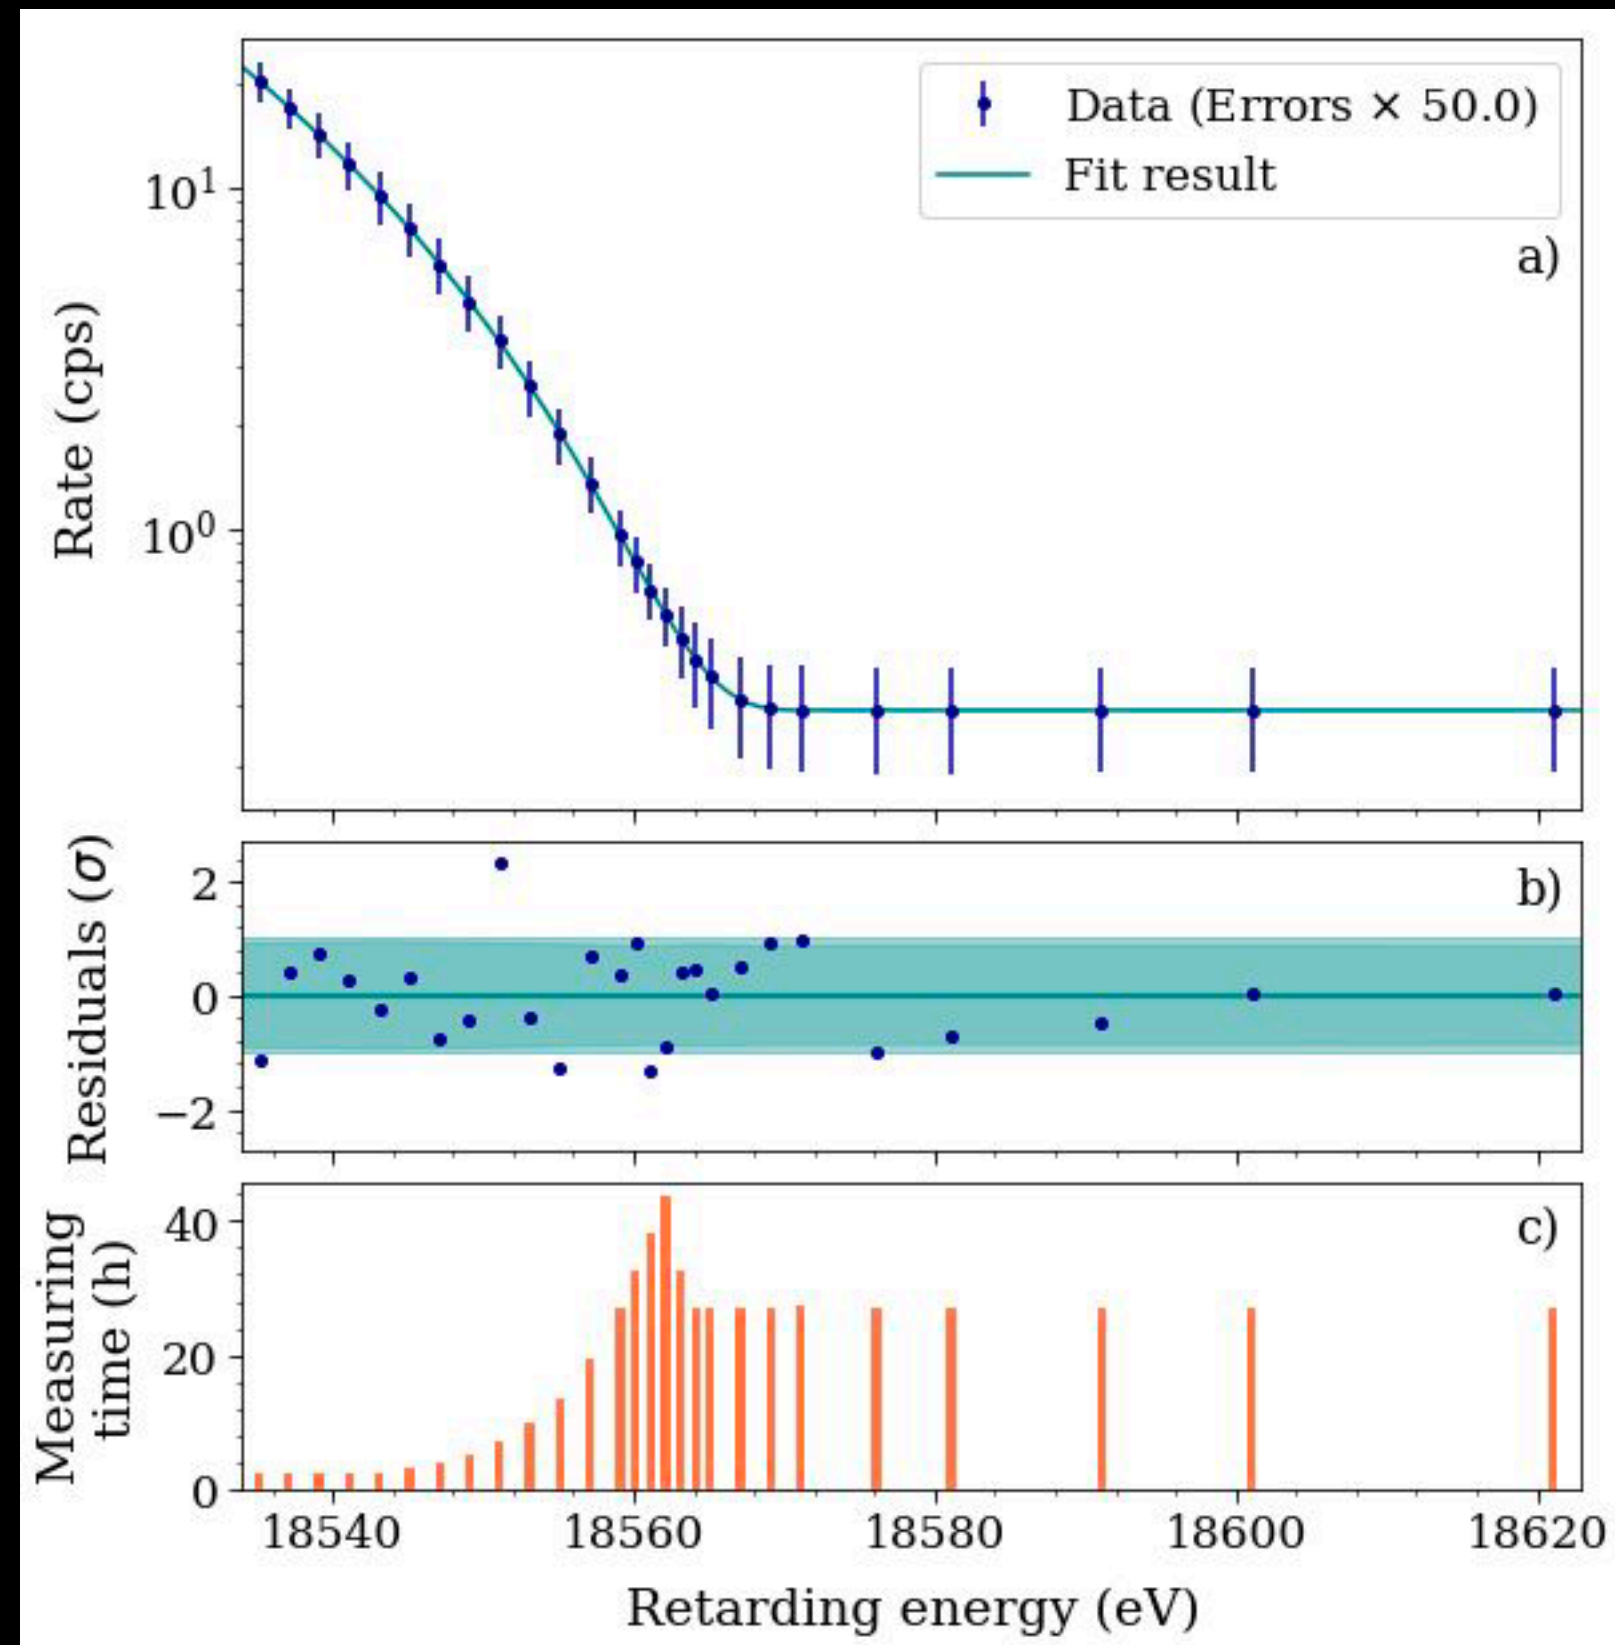 Data (Errors × 50.0)
Fit result
a)
10¹
10⁰
Rate (cps)
b)
2
0
−2
Residuals (σ)
c)
40
20
0
Measuring
time (h)
18540 18560 18580 18600 18620
Retarding energy (eV)